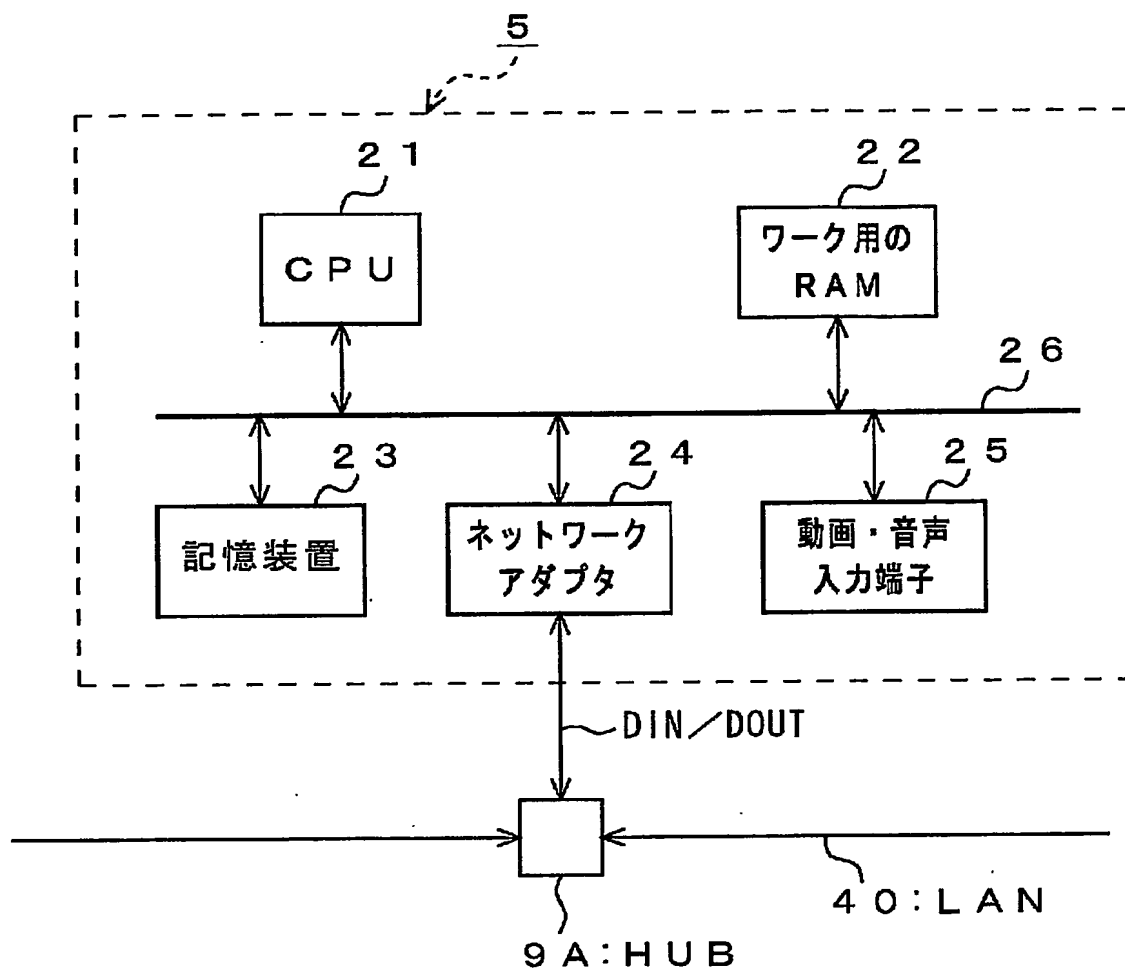 5
21
22
CPU
ワーク用の
RAM
26
23
24
25
記憶装置
ネットワーク
アダプタ
動画・音声
入力端子
DIN/DOUT
40:LAN
9A:HUB